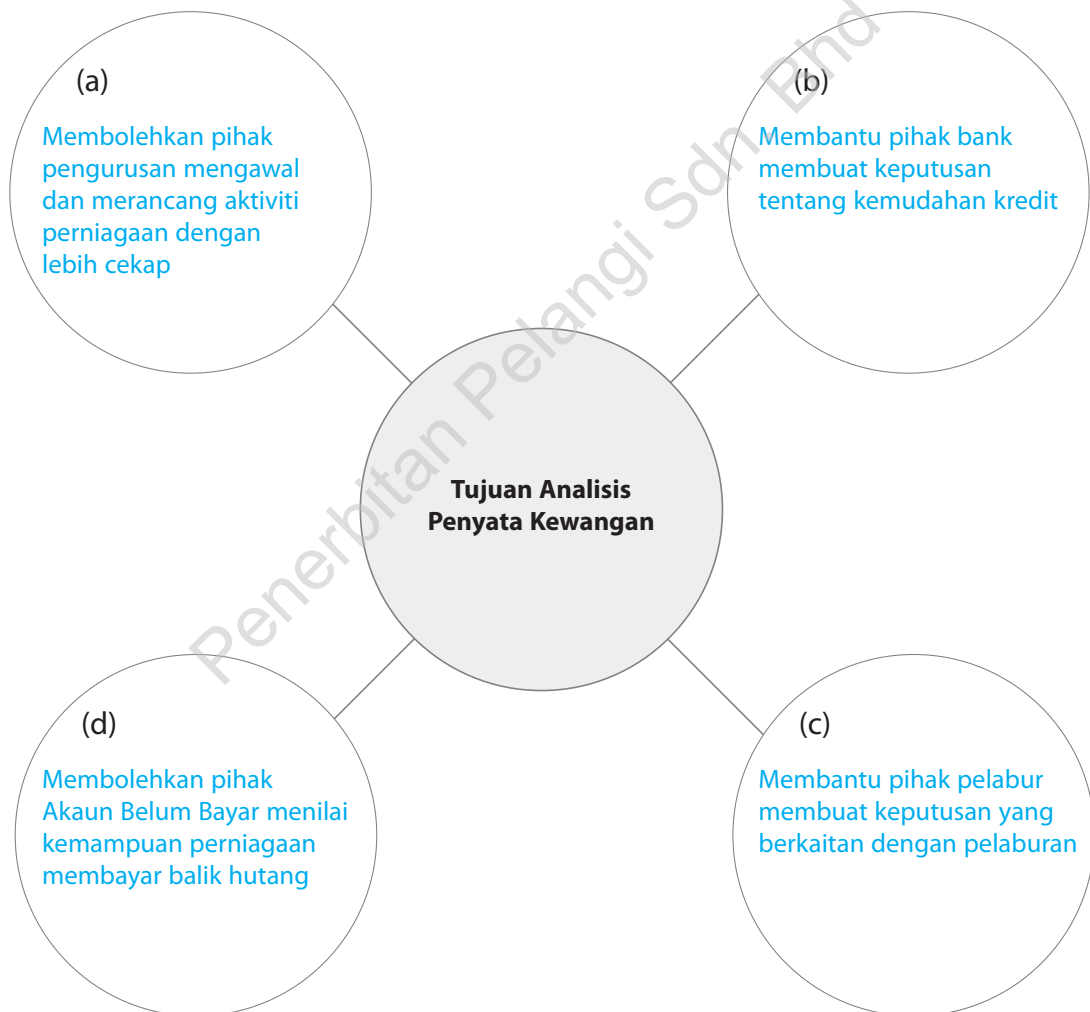 (a)
Membolehkan pihak
pengurusan mengawal
dan merancang aktiviti
perniagaan dengan
lebih cekap
(b)
Membantu pihak bank
membuat keputusan
tentang kemudahan kredit
Tujuan Analisis
Penyata Kewangan
(d)
Membolehkan pihak
Akaun Belum Bayar menilai
kemampuan perniagaan
membayar balik hutang
(c)
Membantu pihak pelabur
membuat keputusan yang
berkaitan dengan pelaburan
Penerbitan Pelangi Sdn. Bhd